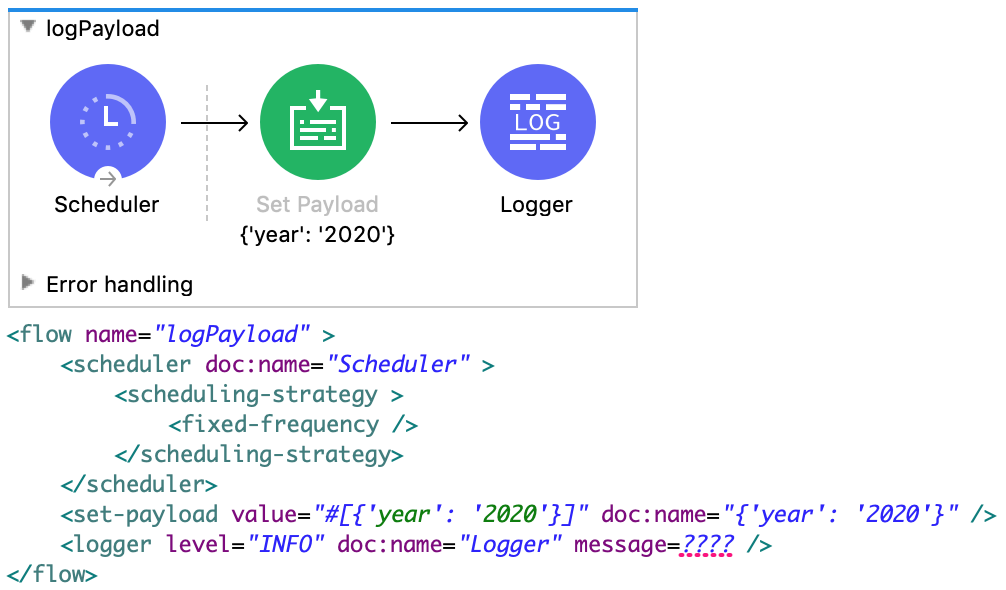 logPayload
LOG
Scheduler
Set Payload
Logger
{'year': '2020'}
Error handling
<flow name="logPayload" >
<scheduler doc:name="Scheduler" >
<scheduling-strategy >
<fixed-frequency />
</scheduling-strategy>
</scheduler>
<set-payload value="#[{'year': '2020'}]" doc:name="{'year': '2020'}" />
<logger level="INFO" doc:name="Logger" message=???? />
</flow>